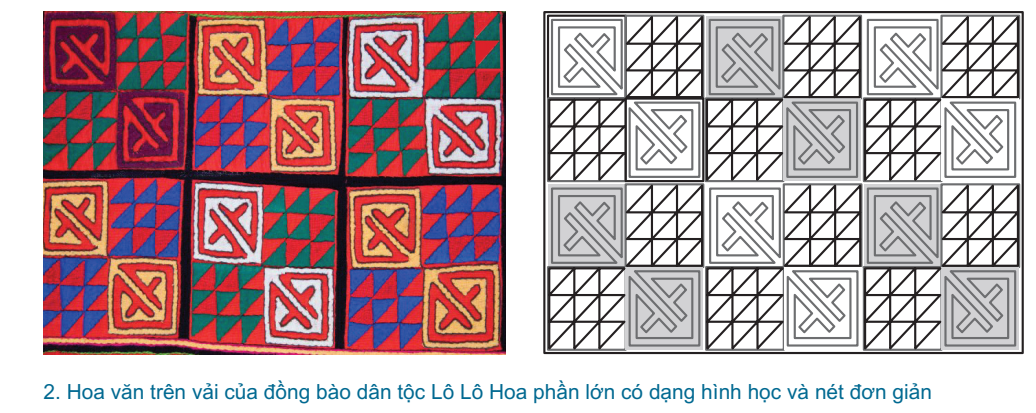 2. Hoa văn trên vải của đồng bào dân tộc Lô Lô Hoa phần lớn có dạng hình học và nét đơn giản